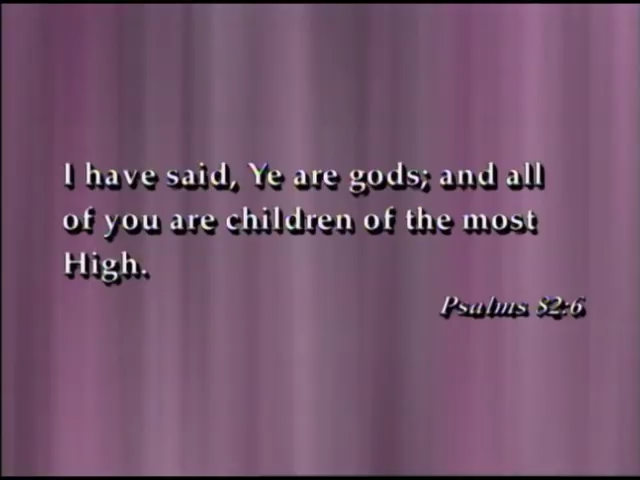 I have said, Ye are gods; and all
of you are children of the most
High.
Psalms 82:6